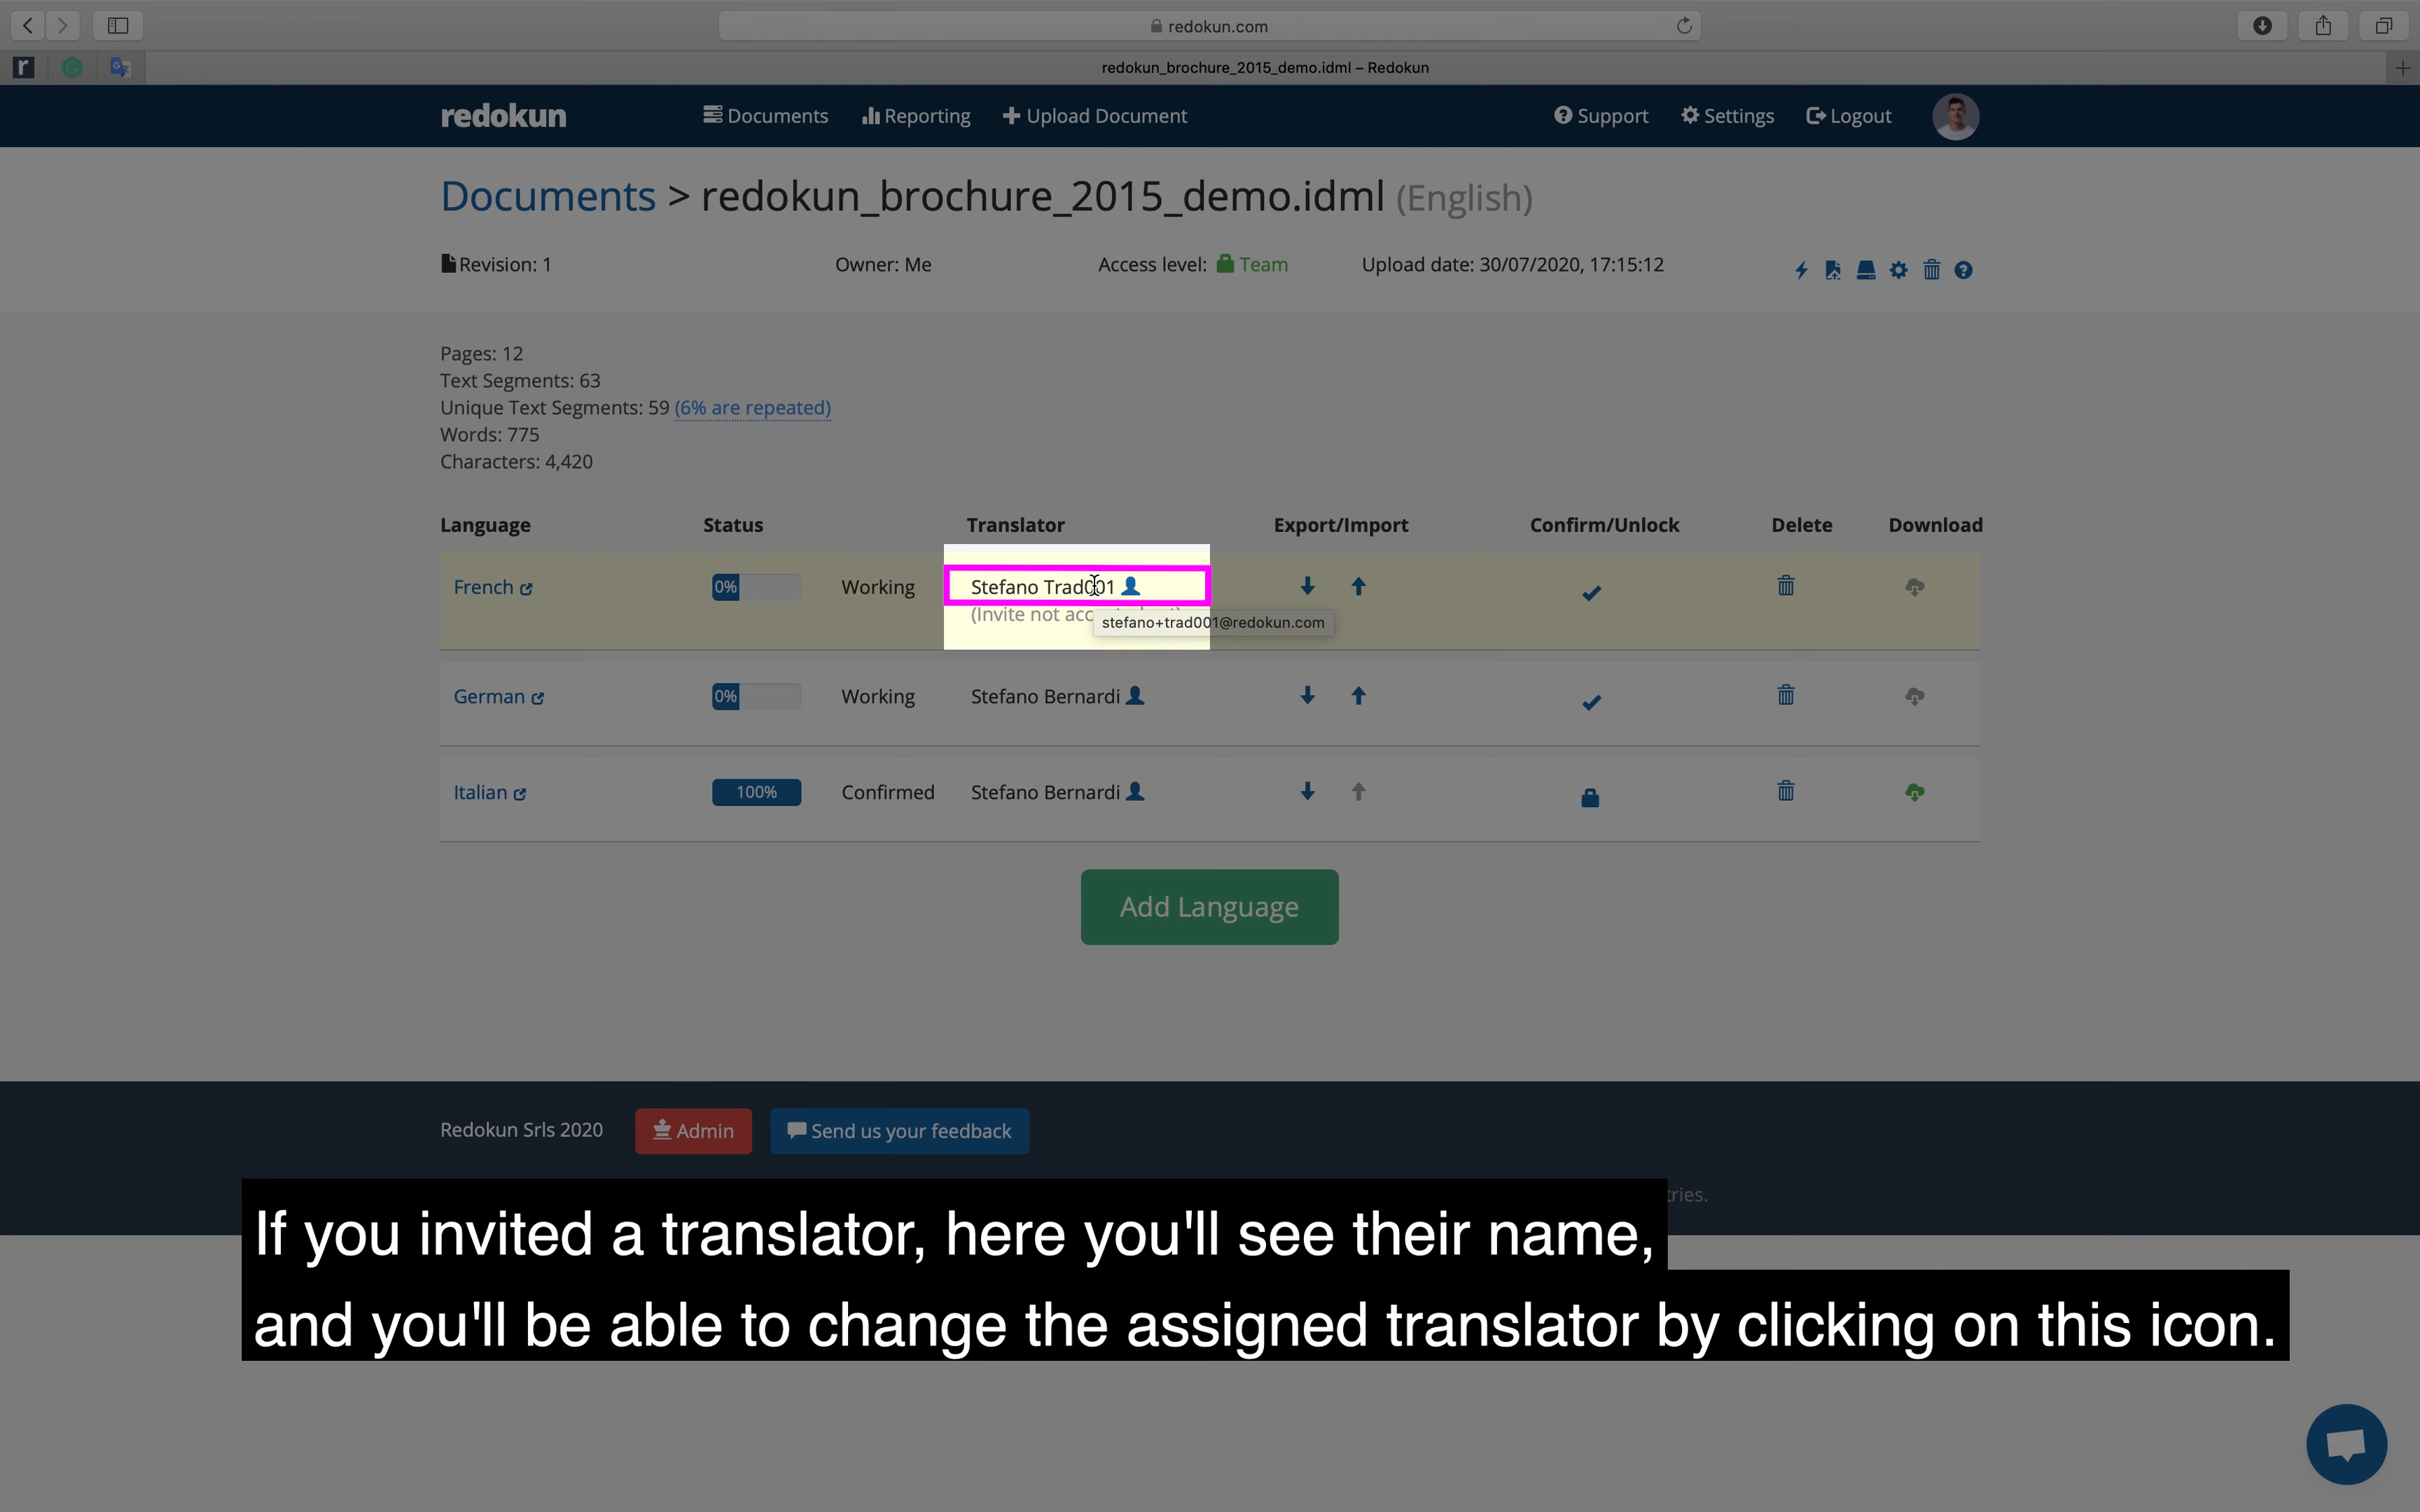 redokun.com
redokun_brochure_2015_demo.idml – Redokun
redokun Documents Reporting Upload Document Support Settings Logout
Documents > redokun_brochure_2015_demo.idml (English)
Revision: 1 Owner: Me Access level: Team Upload date: 30/07/2020, 17:15:12
Pages: 12
Text Segments: 63
Unique Text Segments: 59 (6% are repeated)
Words: 775
Characters: 4,420
Language Status Translator Export/Import Confirm/Unlock Delete Download
French 0% Working Stefano Trad001
(Invite not
stefano+trad001@redokun.com
German 0% Working Stefano Bernardi
Italian 100% Confirmed Stefano Bernardi
Add Language
Redokun Srls 2020 Admin Send us your feedback
If you invited a translator, here you'll see their name,
and you'll be able to change the assigned translator by clicking on this icon.